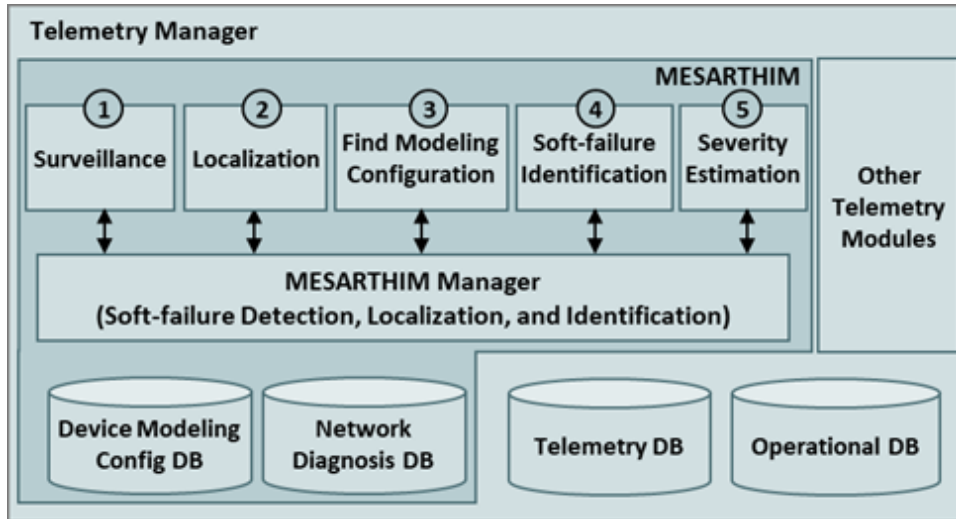 Telemetry Manager
MESARTHIM
1
Surveillance
2
Localization
3
Find Modeling
Configuration
4
Soft-failure
Identification
5
Severity
Estimation
Other
Telemetry
Modules
MESARTHIM Manager
(Soft-failure Detection, Localization, and Identification)
Device Modeling
Config DB
Network
Diagnosis DB
Telemetry DB
Operational DB